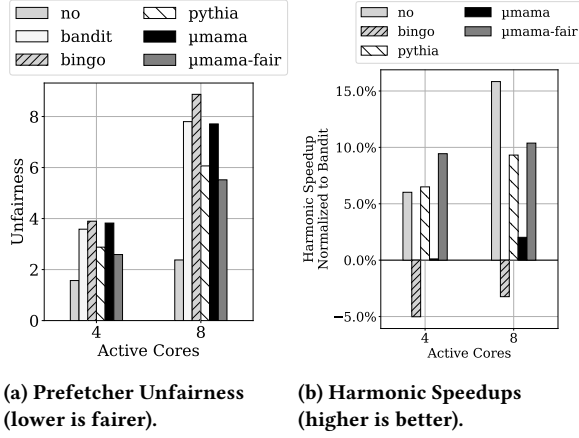 no
bandit
bingo
pythia
μmama
μmama-fair
Unfairness
8
6
4
2
0
4
8
Active Cores
(a) Prefetcher Unfairness
(lower is fairer).
no
bingo
pythia
μmama
μmama-fair
Harmonic Speedup
Normalized to Bandit
15.0%
10.0%
5.0%
0.0%
−5.0%
4
8
Active Cores
(b) Harmonic Speedups
(higher is better).